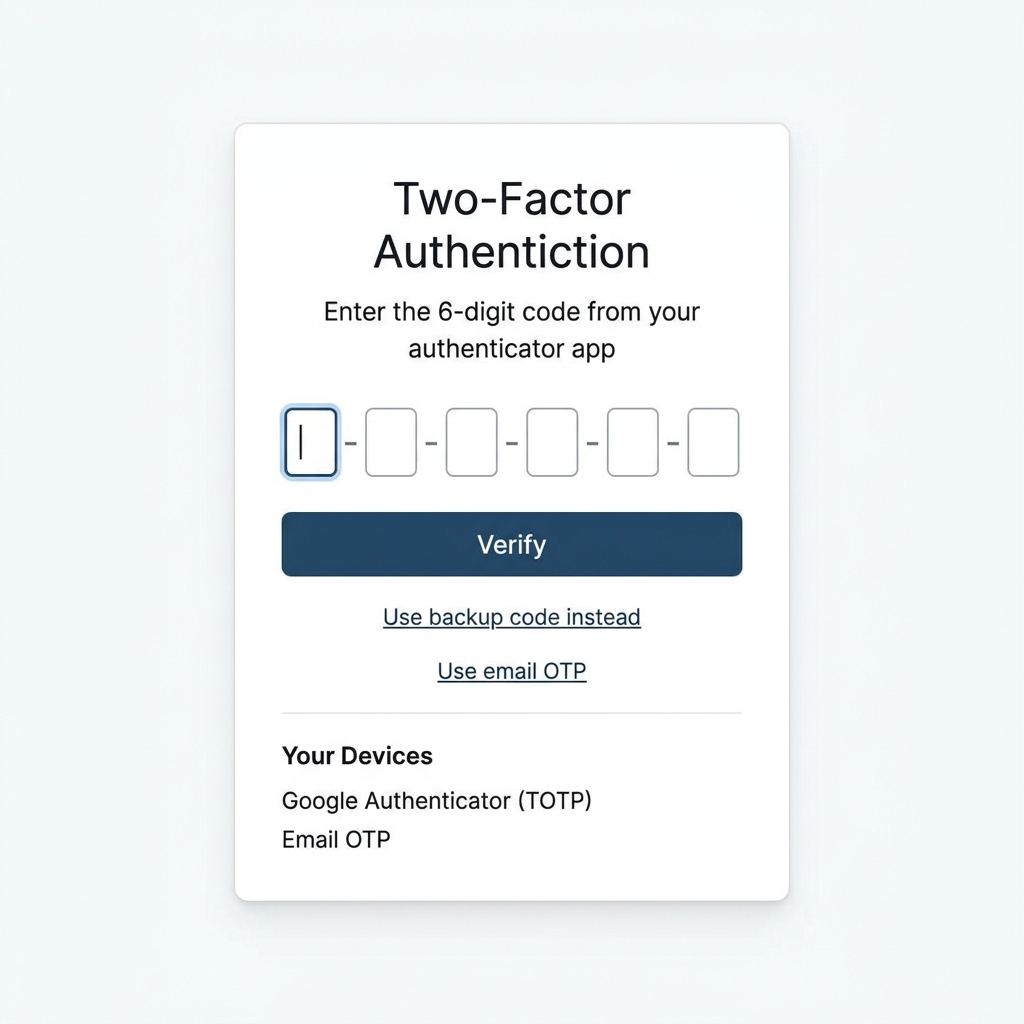 Two-Factor
Authentiction
Enter the 6-digit code from your
authenticator app
- - - - -
Verify
Use backup code instead
Use email OTP
Your Devices
Google Authenticator (TOTP)
Email OTP